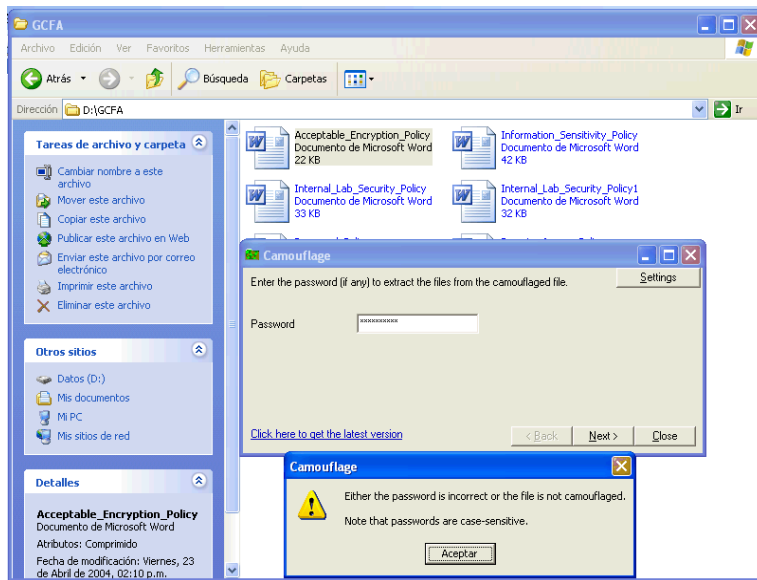 GCFA
Archivo Edición Ver Favoritos Herramientas Ayuda
Atrás Búsqueda Carpetas
Dirección D:\GCFA Ir
Tareas de archivo y carpeta
Cambiar nombre a este
archivo
Mover este archivo
Copiar este archivo
Publicar este archivo en Web
Enviar este archivo por correo
electrónico
Imprimir este archivo
Eliminar este archivo
Otros sitios
Datos (D:)
Mis documentos
Mi PC
Mis sitios de red
Detalles
Acceptable_Encryption_Policy
Documento de Microsoft Word
Atributos: Comprimido
Fecha de modificación: Viernes, 23
de Abril de 2004, 02:10 p.m.
Acceptable_Encryption_Policy
Documento de Microsoft Word
22 KB
Information_Sensitivity_Policy
Documento de Microsoft Word
42 KB
Internal_Lab_Security_Policy
Documento de Microsoft Word
33 KB
Internal_Lab_Security_Policy1
Documento de Microsoft Word
32 KB
Camouflage
Enter the password (if any) to extract the files from the camouflaged file.
Settings
Password
xxxxxxxxxx
Click here to get the latest version
< Back Next > Close
Camouflage
Either the password is incorrect or the file is not camouflaged.
Note that passwords are case-sensitive.
Aceptar